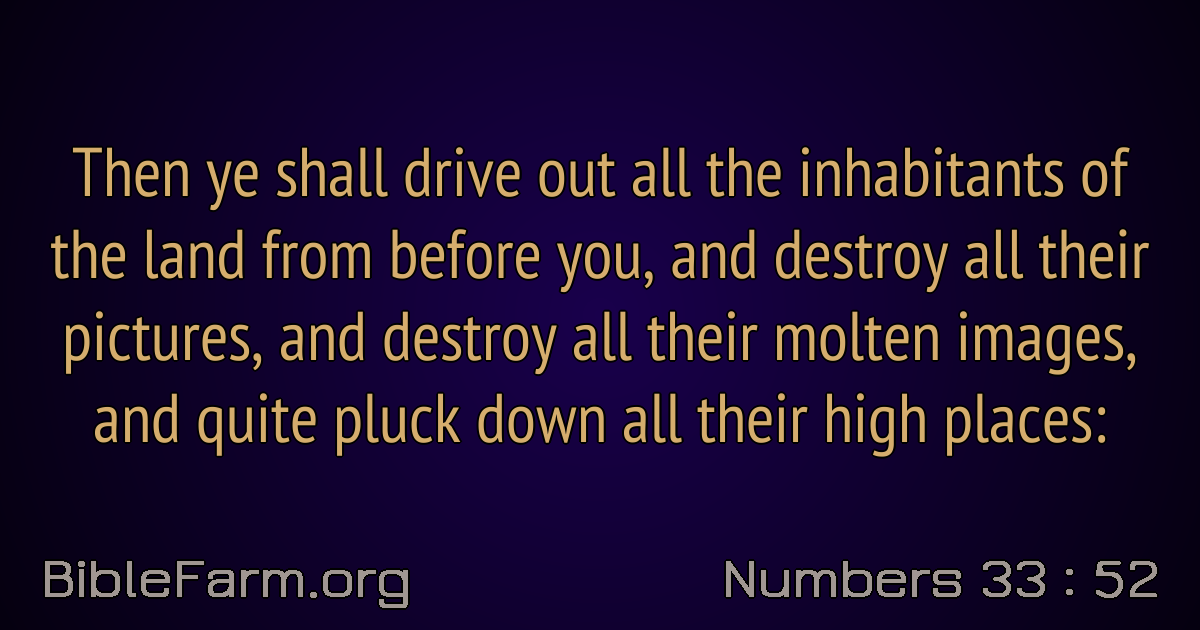 Then ye shall drive out all the inhabitants of
the land from before you, and destroy all their
pictures, and destroy all their molten images,
and quite pluck down all their high places:
BibleFarm.org
Numbers 33 : 52